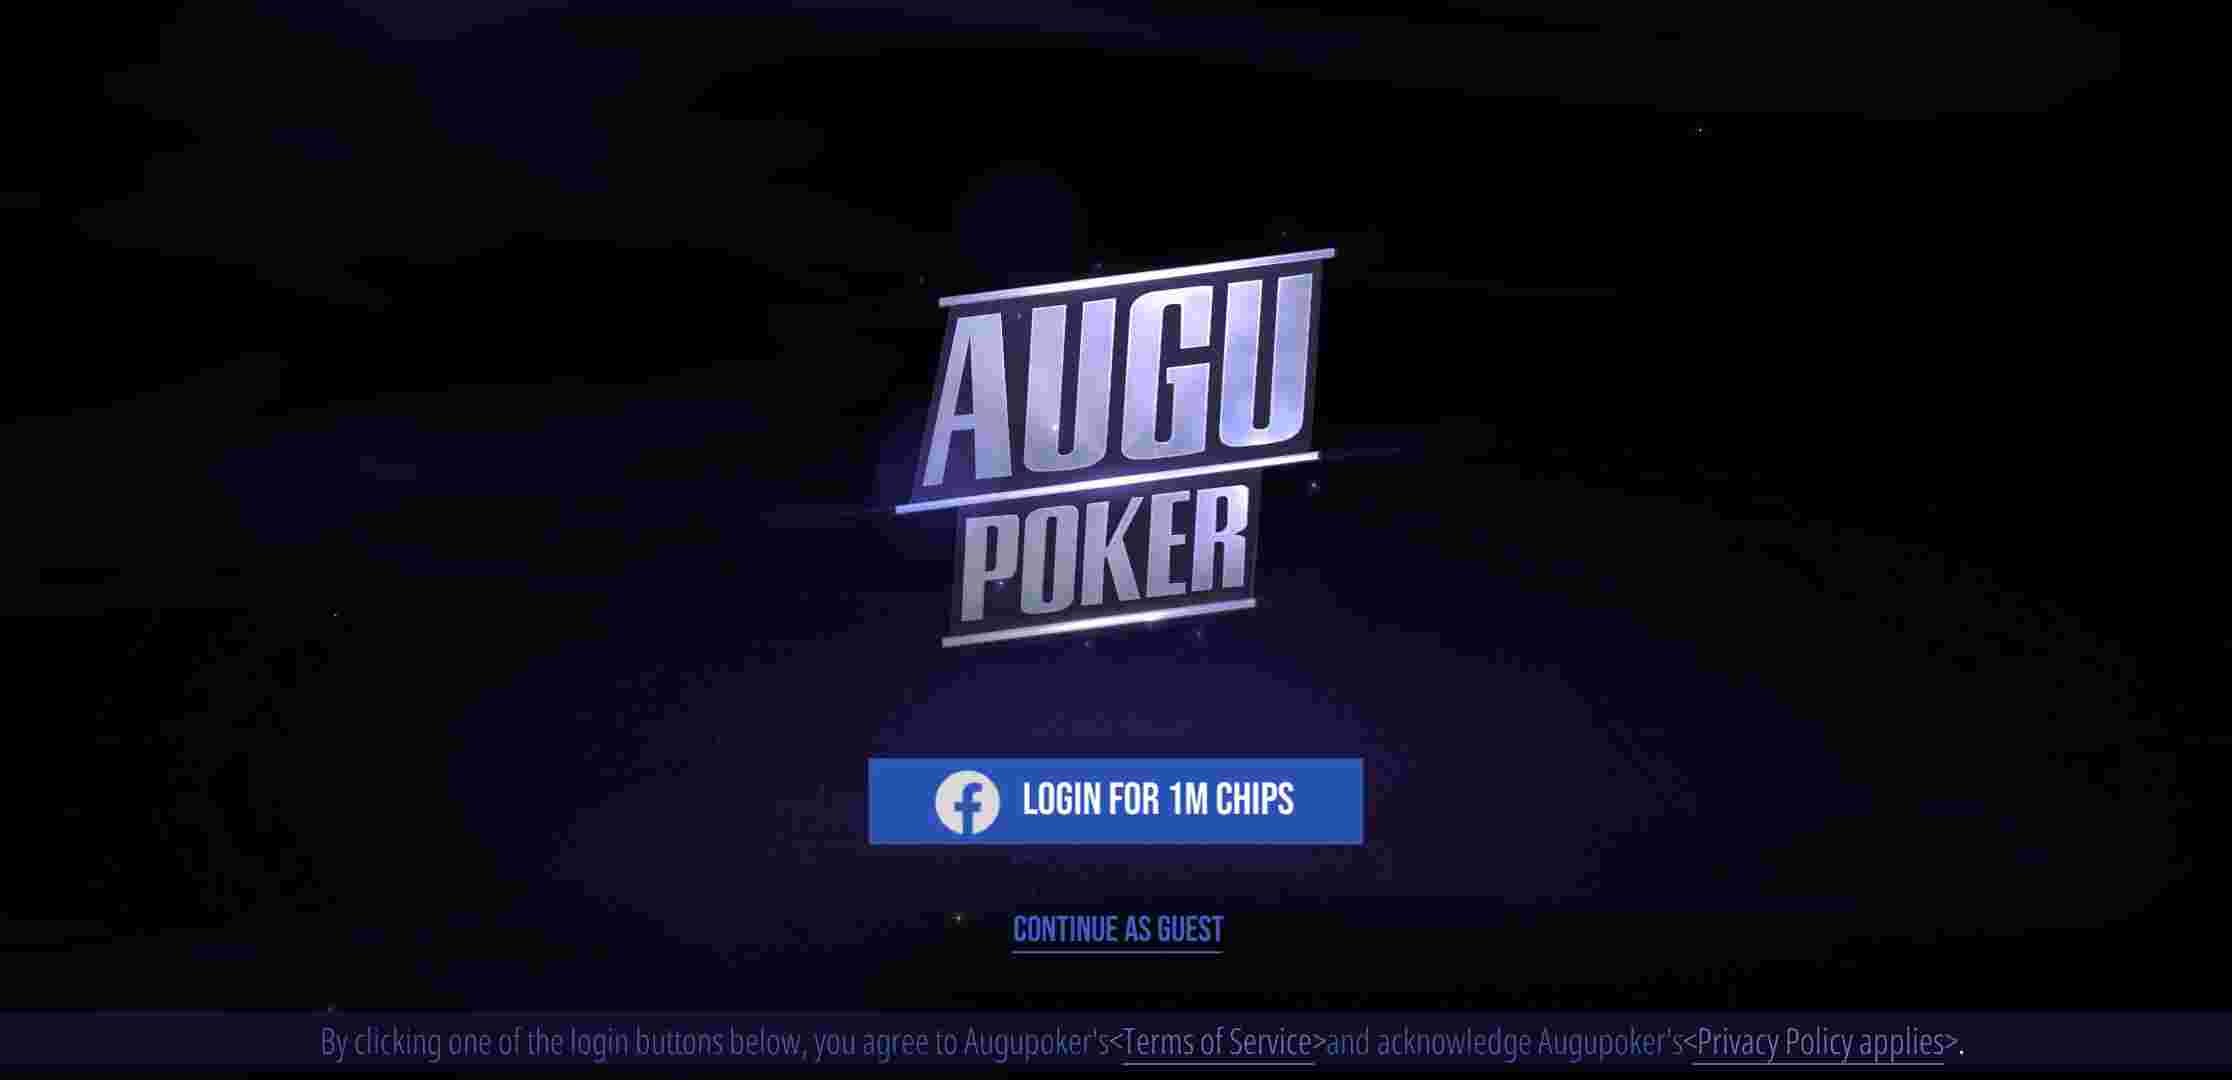 AUGU
POKER
LOGIN FOR 1M CHIPS
CONTINUE AS GUEST
By clicking one of the login buttons below, you agree to Augupoker's<Terms of Service>and acknowledge Augupoker's<Privacy Policy applies>.